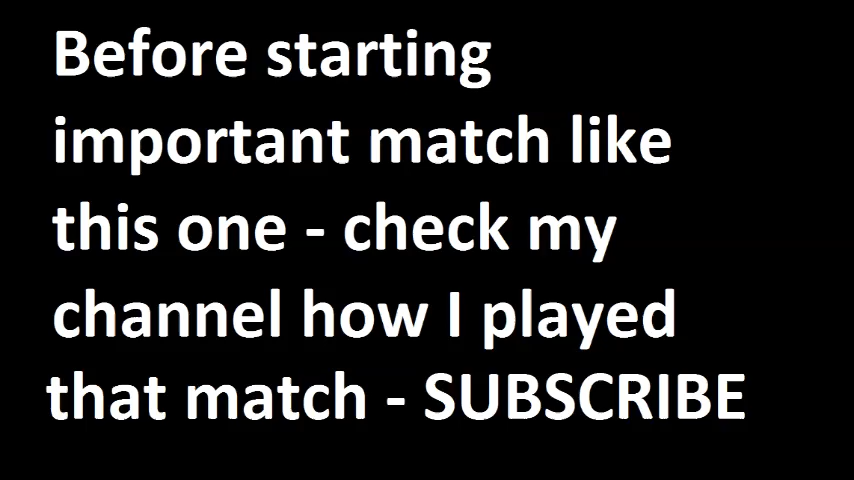 Before starting
important match like
this one - check my
channel how I played
that match - SUBSCRIBE